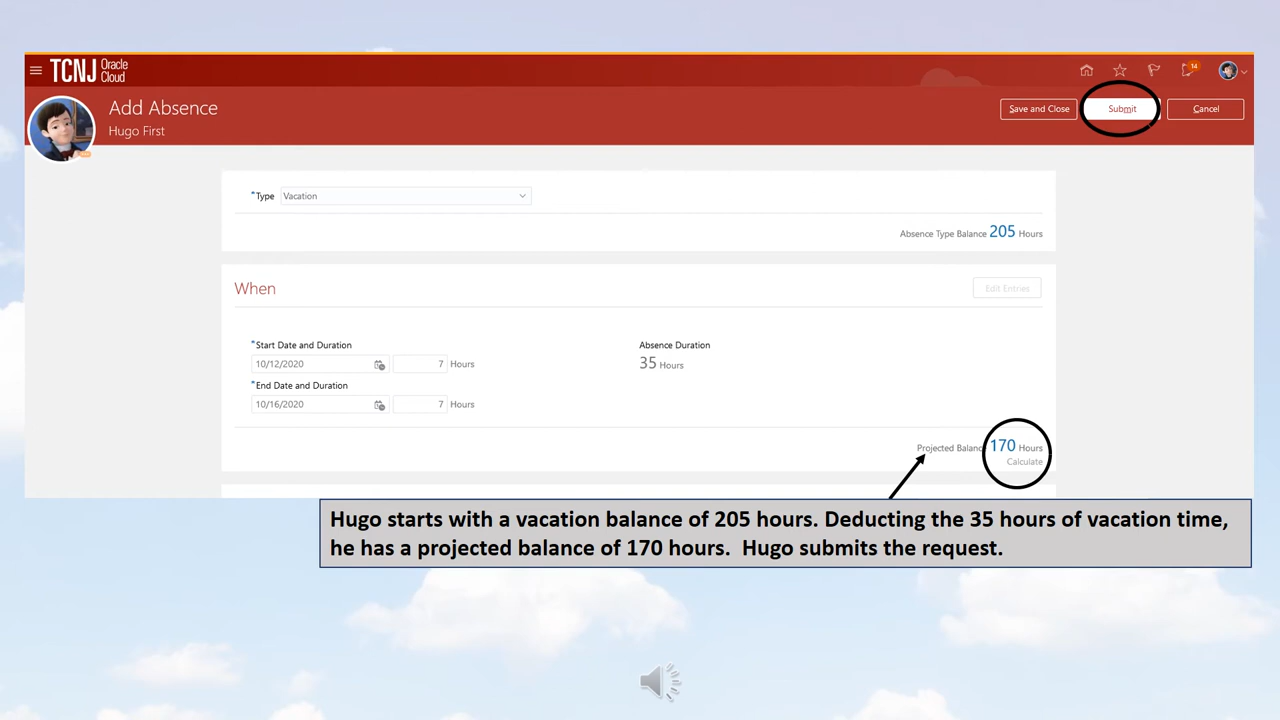 TCNJ Oracle Cloud
14
Add Absence
Hugo First
Save and Close Submit Cancel
*Type Vacation
Absence Type Balance 205 Hours
When Edit Entries
*Start Date and Duration Absence Duration
10/12/2020 7 Hours 35 Hours
*End Date and Duration
10/16/2020 7 Hours
Projected Balance 170 Hours
Calculate
Hugo starts with a vacation balance of 205 hours. Deducting the 35 hours of vacation time,
he has a projected balance of 170 hours. Hugo submits the request.